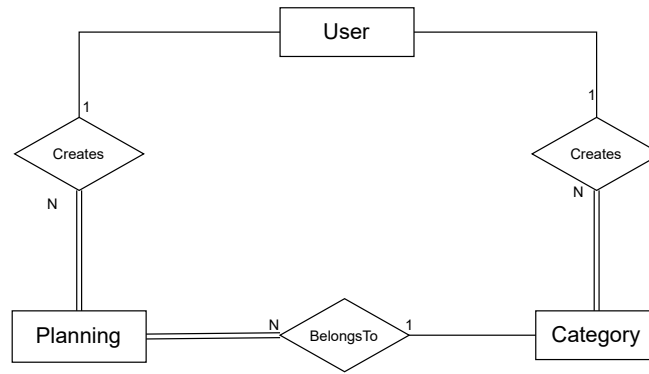 User
1
1
Creates
Creates
N
N
Planning
N
BelongsTo
1
Category